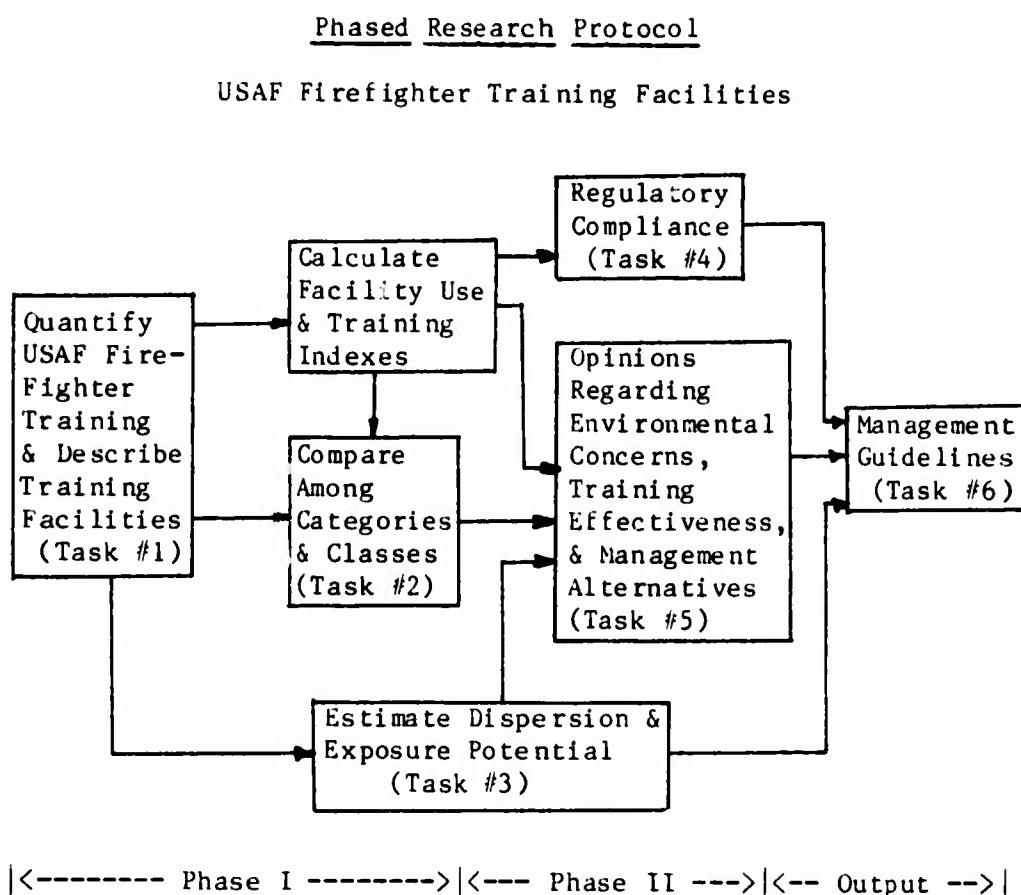 Phased Research Protocol
USAF Firefighter Training Facilities
Quantify
USAF Fire-
Fighter
Training
& Describe
Training
Facilities
(Task #1)
Calculate
Facility Use
& Training
Indexes
Compare
Among
Categories
& Classes
(Task #2)
Estimate Dispersion &
Exposure Potential
(Task #3)
Regulatory
Compliance
(Task #4)
Opinions
Regarding
Environmental
Concerns,
Training
Effectiveness,
& Management
Alternatives
(Task #5)
Management
Guidelines
(Task #6)
|<-------- Phase I -------->|<--- Phase II --->|<-- Output -->|